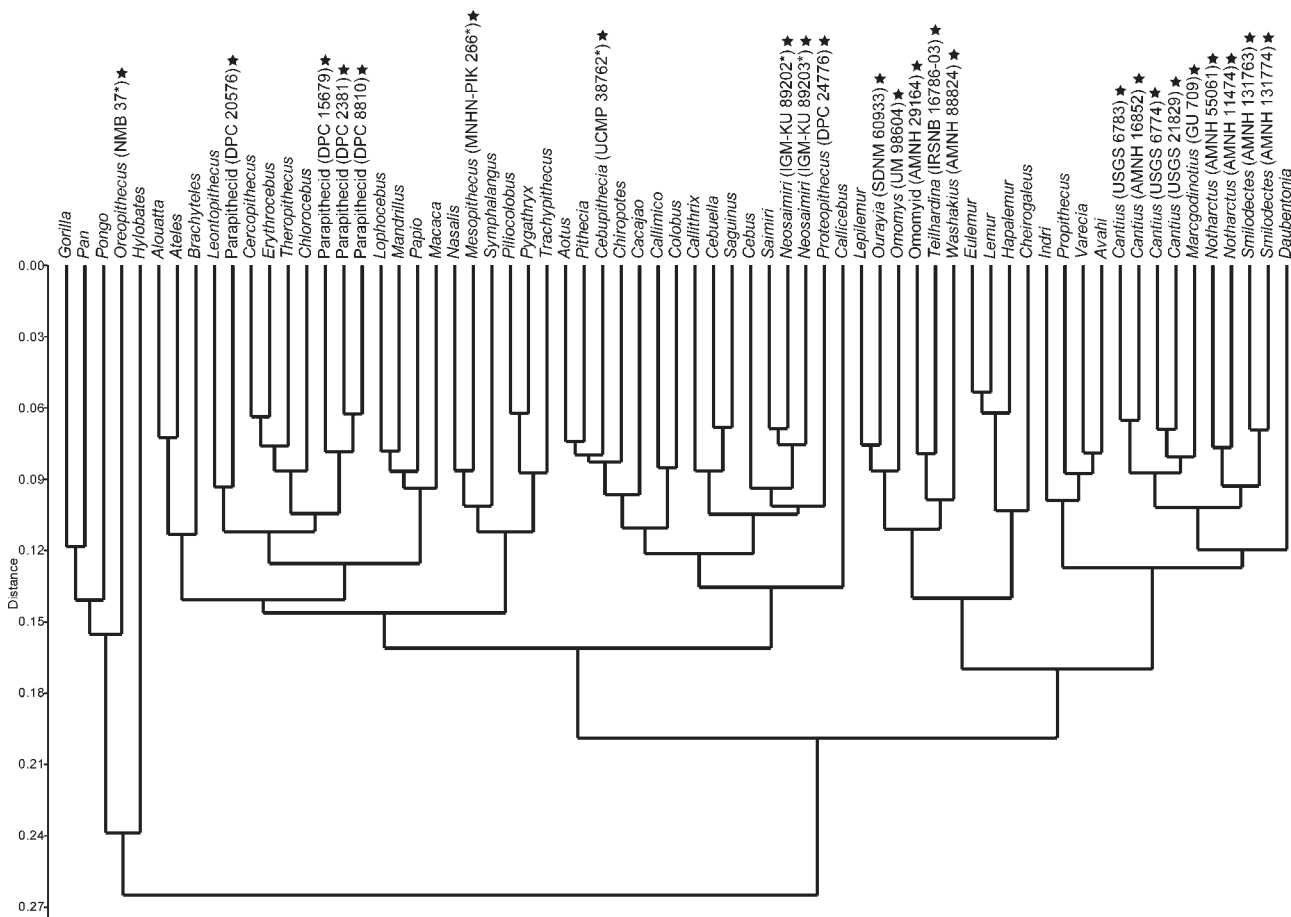 Gorilla
Pan
Pongo
Oreopithecus (NMB 37*)★
Hylobates
Alouatta
Ateles
Brachyteles
Leontopithecus
Parapithecid (DPC 20576)★
Cercopithecus
Erythrocebus
Theropithecus
Chlorocebus
Parapithecid (DPC 15679)★
Parapithecid (DPC 2381)★
Parapithecid (DPC 8810)★
Lophocebus
Mandrillus
Papio
Macaca
Nasalis
Mesopithecus (MNHN-PIK 266*)★
Symphalangus
Piliocolobus
Pygathryx
Trachypithecus
Aotus
Pithecia
Cebupithecia (UCMP 38762*)★
Chiropotes
Cacajao
Callimico
Colobus
Callithrix
Cebuella
Saguinus
Cebus
Saimiri
Neosaimiri (IGM-KU 89202*)★
Neosaimiri (IGM-KU 89203*)★
Proteopithecus (DPC 24776)★
Callicebus
Lepilemur
Ourayia (SDNM 60933)★
Omomys (UM 98604)★
Omomyid (AMNH 29164)★
Teilhardina (IRSNB 16786-03)★
Washakius (AMNH 88824)★
Eulemur
Lemur
Hapalemur
Cheirogaleus
Indri
Propithecus
Varecia
Avahi
Cantius (USGS 6783)★
Cantius (AMNH 16852)★
Cantius (USGS 6774)★
Cantius (USGS 21829)★
Marcgodinotius (GU 709)★
Notharctus (AMNH 55061)★
Notharctus (AMNH 11474)★
Smilodectes (AMNH 131763)★
Smilodectes (AMNH 131774)★
Daubentonia
0.00
0.03
0.06
0.09
0.12
0.15
0.18
0.21
0.24
0.27
Distance